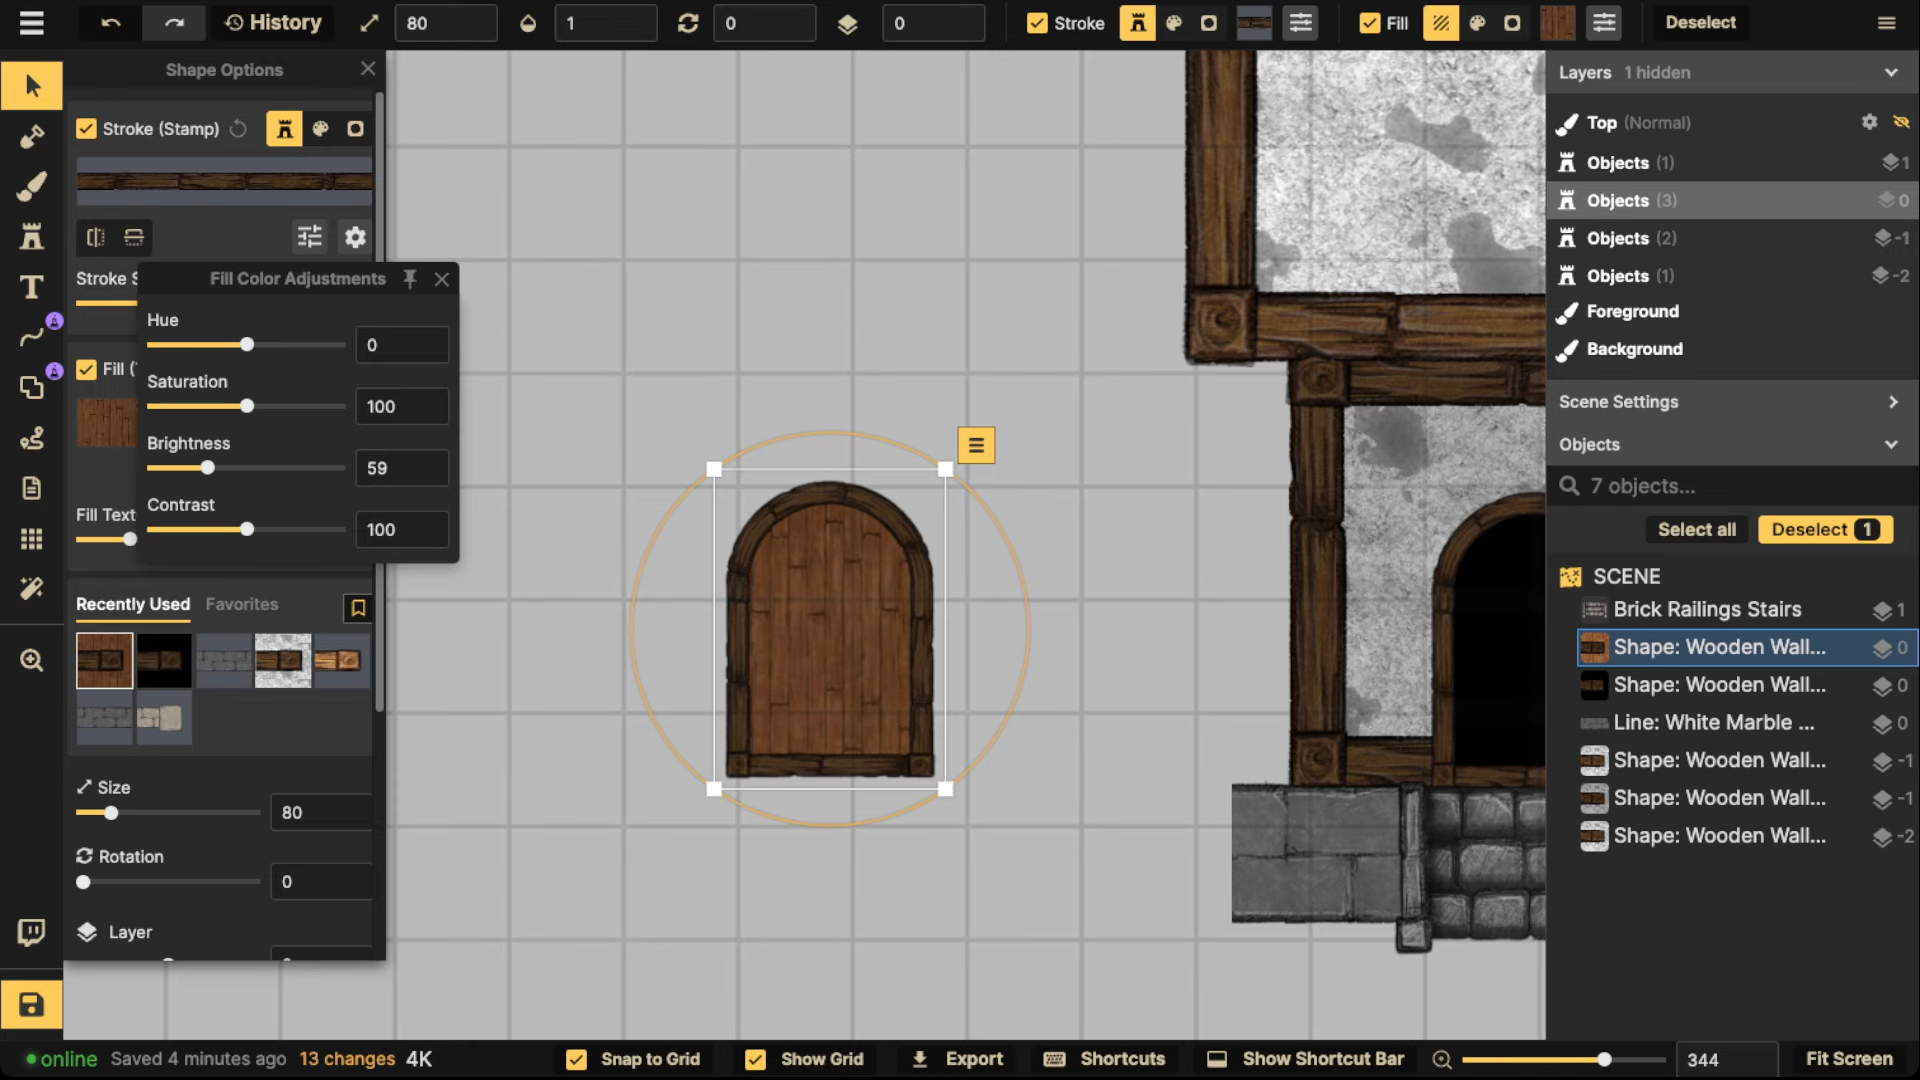 History
80
1
0
0
Stroke
Fill
Deselect
Shape Options
Stroke (Stamp)
Stroke S
Fill Color Adjustments
Hue
0
Saturation
100
Brightness
59
Contrast
100
Fill (
Fill Text
Recently Used
Favorites
Size
80
Rotation
0
Layer
Layers 1 hidden
Top (Normal)
Objects (1) 1
Objects (3) 0
Objects (2) -1
Objects (1) -2
Foreground
Background
Scene Settings
Objects
7 objects...
Select all
Deselect 1
SCENE
Brick Railings Stairs 1
Shape: Wooden Wall... 0
Shape: Wooden Wall... 0
Line: White Marble ... 0
Shape: Wooden Wall... -1
Shape: Wooden Wall... -1
Shape: Wooden Wall... -2
online Saved 4 minutes ago 13 changes 4K
Snap to Grid
Show Grid
Export
Shortcuts
Show Shortcut Bar
344
Fit Screen